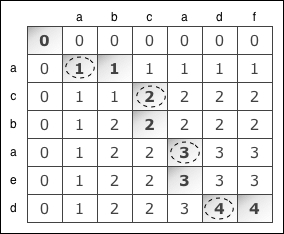 a b c a d f
0 0 0 0 0 0 0
a 0 1 1 1 1 1 1
c 0 1 1 2 2 2 2
b 0 1 2 2 2 2 2
a 0 1 2 2 3 3 3
e 0 1 2 2 3 3 3
d 0 1 2 2 3 4 4